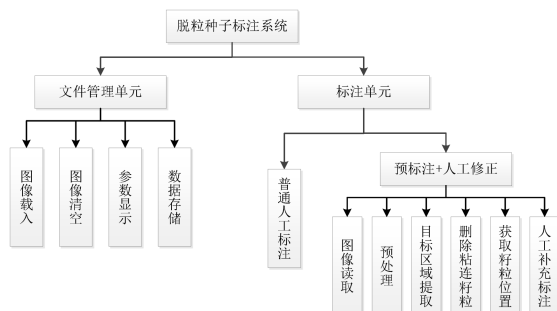 脱粒种子标注系统
文件管理单元
标注单元
图像载入
图像清空
参数显示
数据存储
普通人工标注
预标注+人工修正
图像读取
预处理
目标区域提取
删除粘连籽粒
获取籽粒位置
人工补充标注